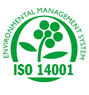 ENVIRONMENTAL MANAGEMENT SYSTEM
ISO 14001